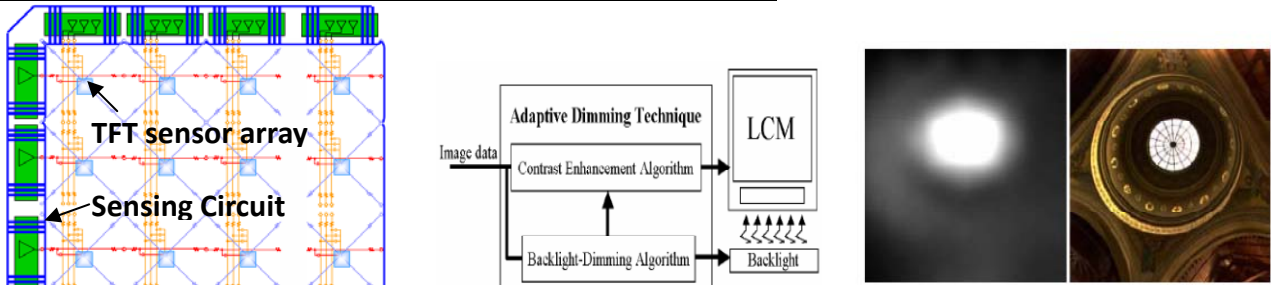 TFT sensor array
Sensing Circuit
Adaptive Dimming Technique
Image data
Contrast Enhancement Algorithm
Backlight-Dimming Algorithm
LCM
Backlight